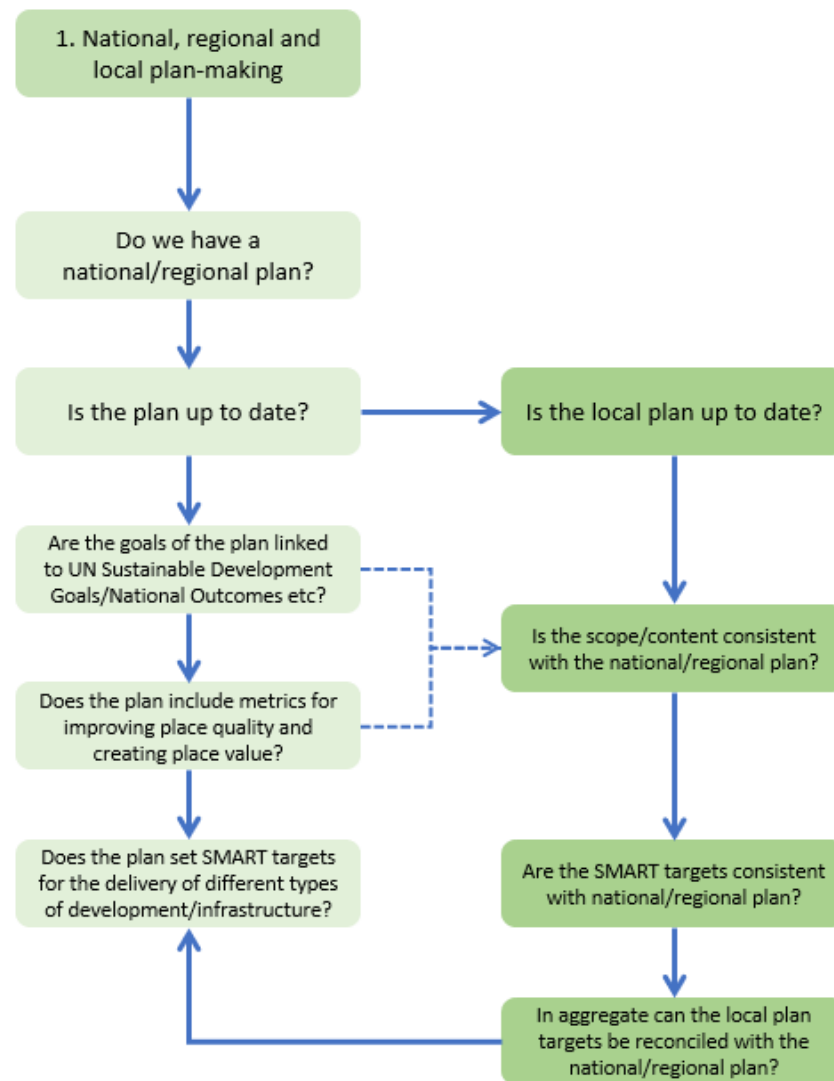 1. National, regional and
local plan-making
Do we have a
national/regional plan?
Is the plan up to date?
Is the local plan up to date?
Are the goals of the plan linked
to UN Sustainable Development
Goals/National Outcomes etc?
Is the scope/content consistent
with the national/regional plan?
Does the plan include metrics for
improving place quality and
creating place value?
Does the plan set SMART targets
for the delivery of different types
of development/infrastructure?
Are the SMART targets consistent
with national/regional plan?
In aggregate can the local plan
targets be reconciled with the
national/regional plan?